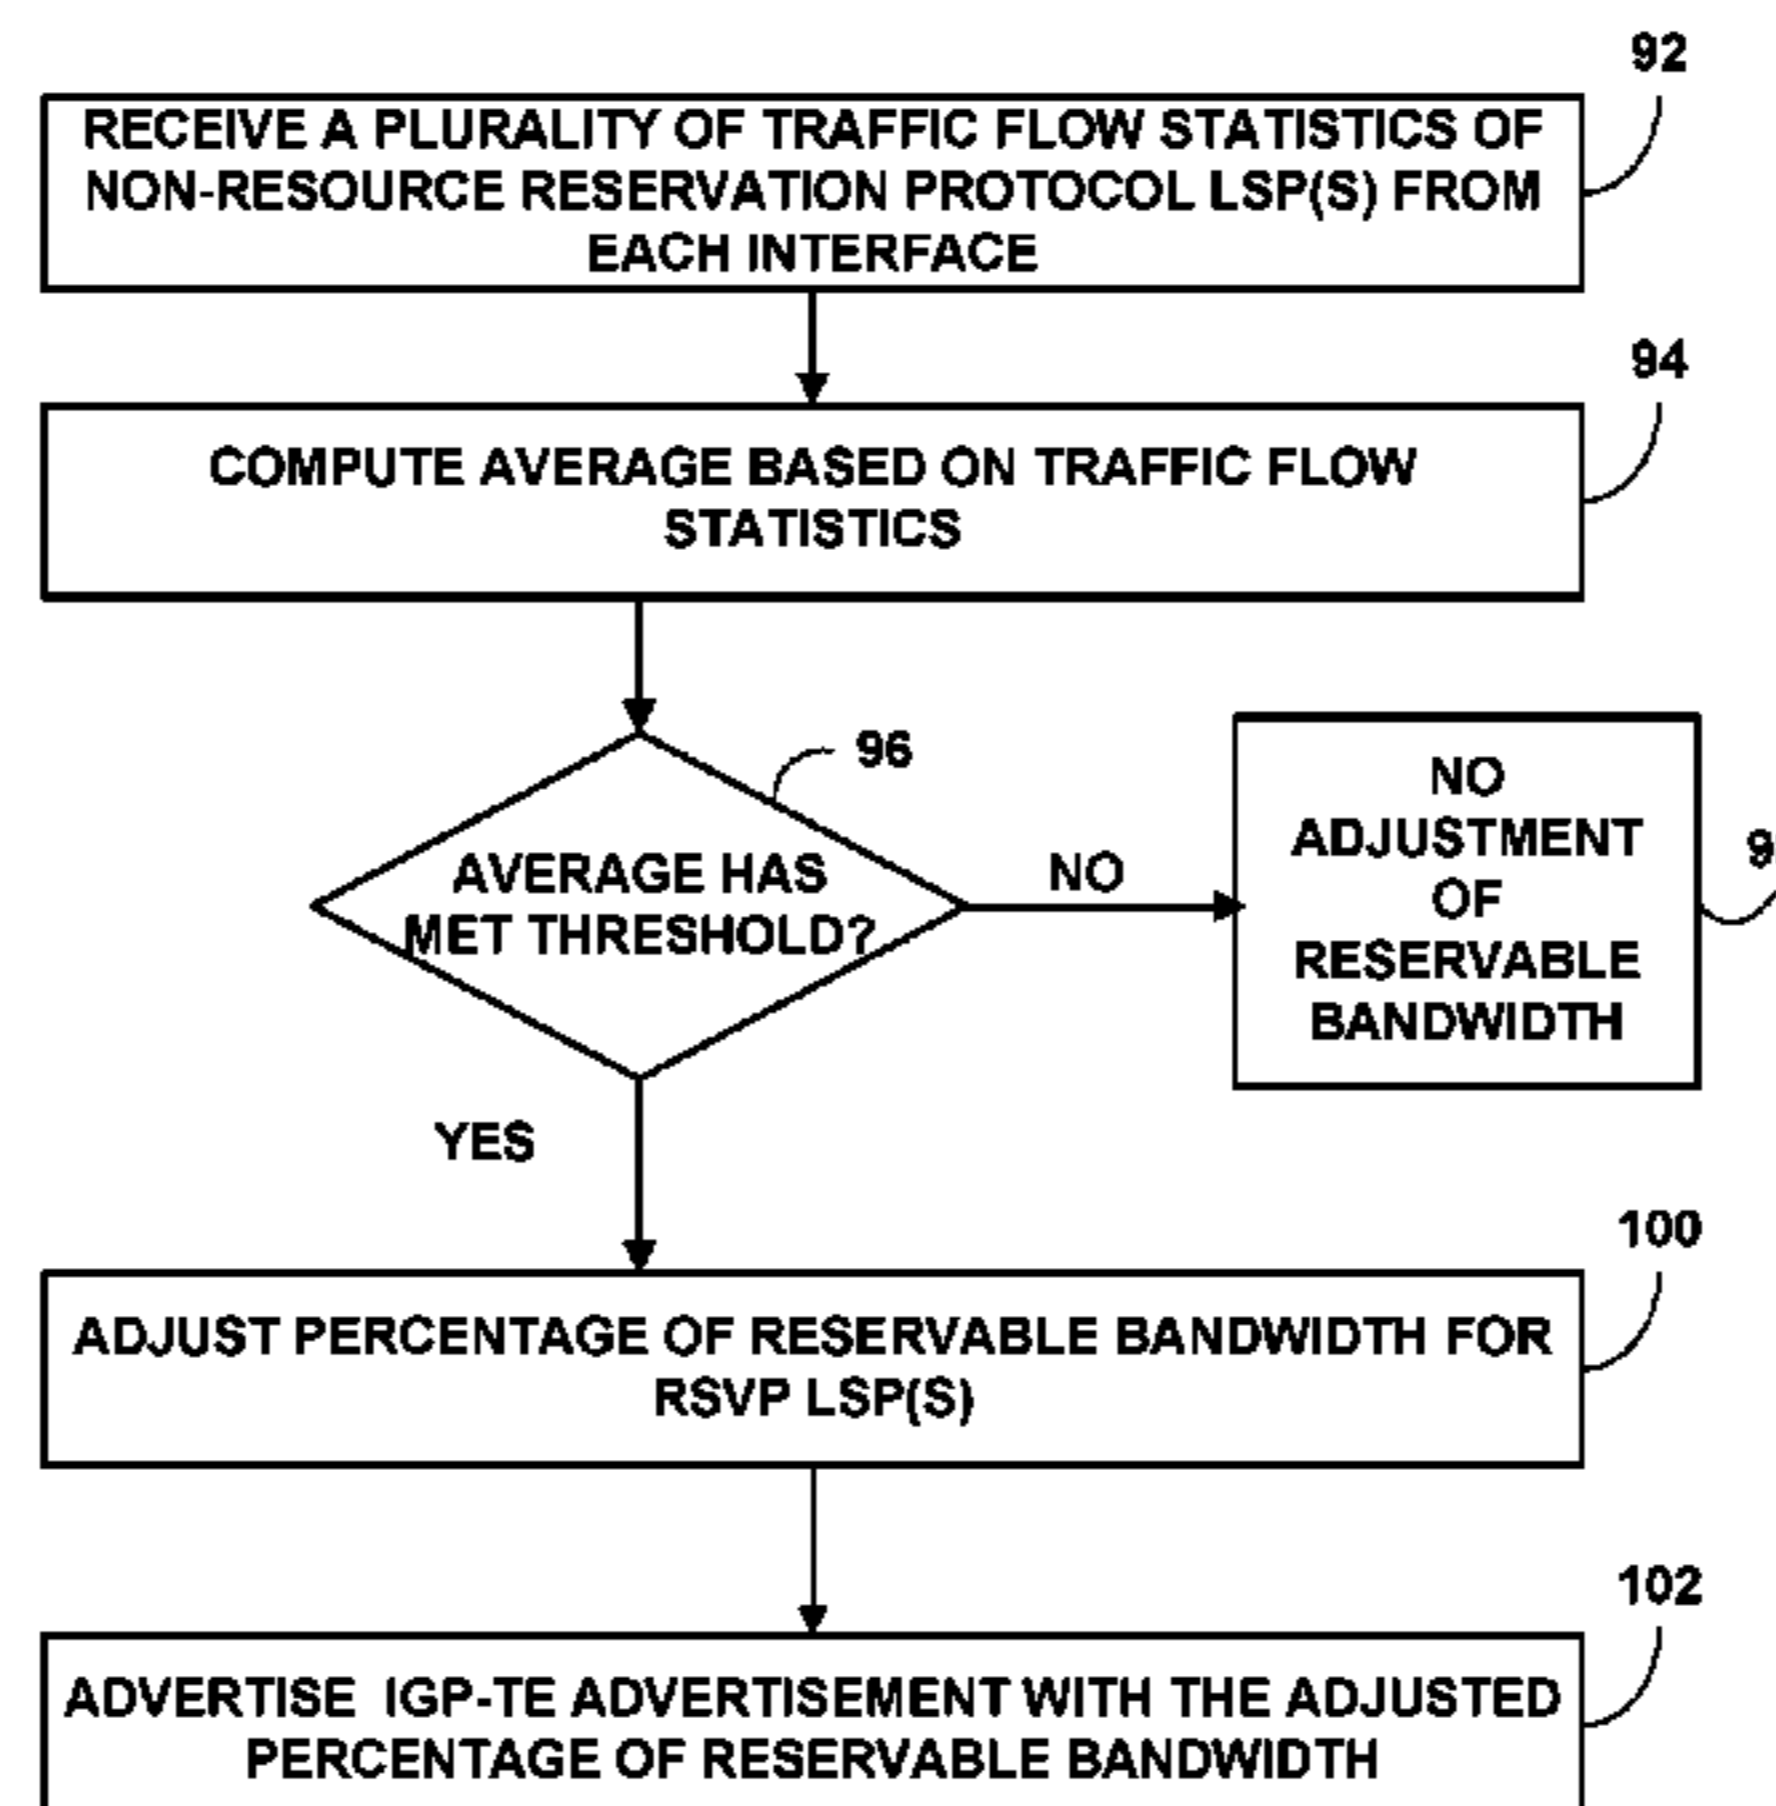 92
RECEIVE A PLURALITY OF TRAFFIC FLOW STATISTICS OF
NON-RESOURCE RESERVATION PROTOCOL LSP(S) FROM
EACH INTERFACE
94
COMPUTE AVERAGE BASED ON TRAFFIC FLOW
STATISTICS
96
AVERAGE HAS
MET THRESHOLD?
NO
NO
ADJUSTMENT
OF
RESERVABLE
BANDWIDTH
9
YES
100
ADJUST PERCENTAGE OF RESERVABLE BANDWIDTH FOR
RSVP LSP(S)
102
ADVERTISE IGP-TE ADVERTISEMENT WITH THE ADJUSTED
PERCENTAGE OF RESERVABLE BANDWIDTH